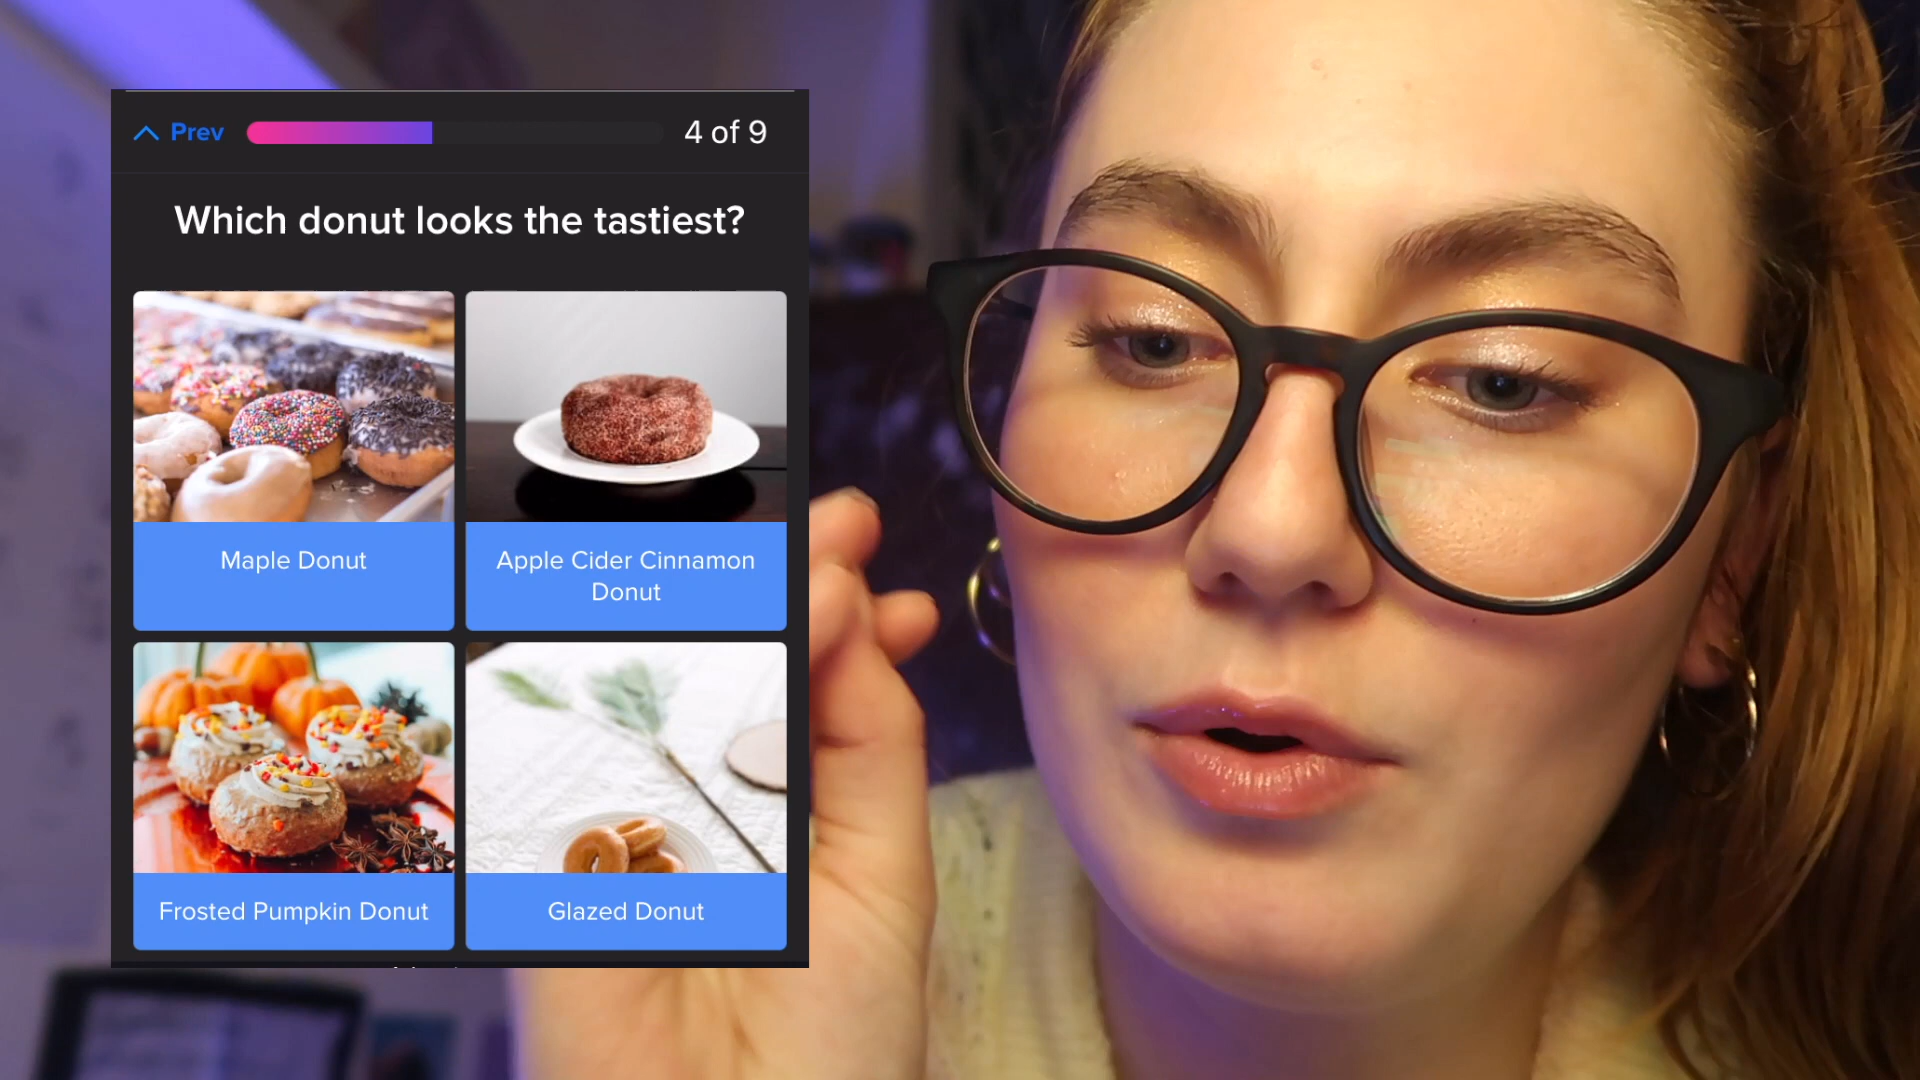 Prev
4 of 9
Which donut looks the tastiest?
Maple Donut
Apple Cider Cinnamon
Donut
Frosted Pumpkin Donut
Glazed Donut